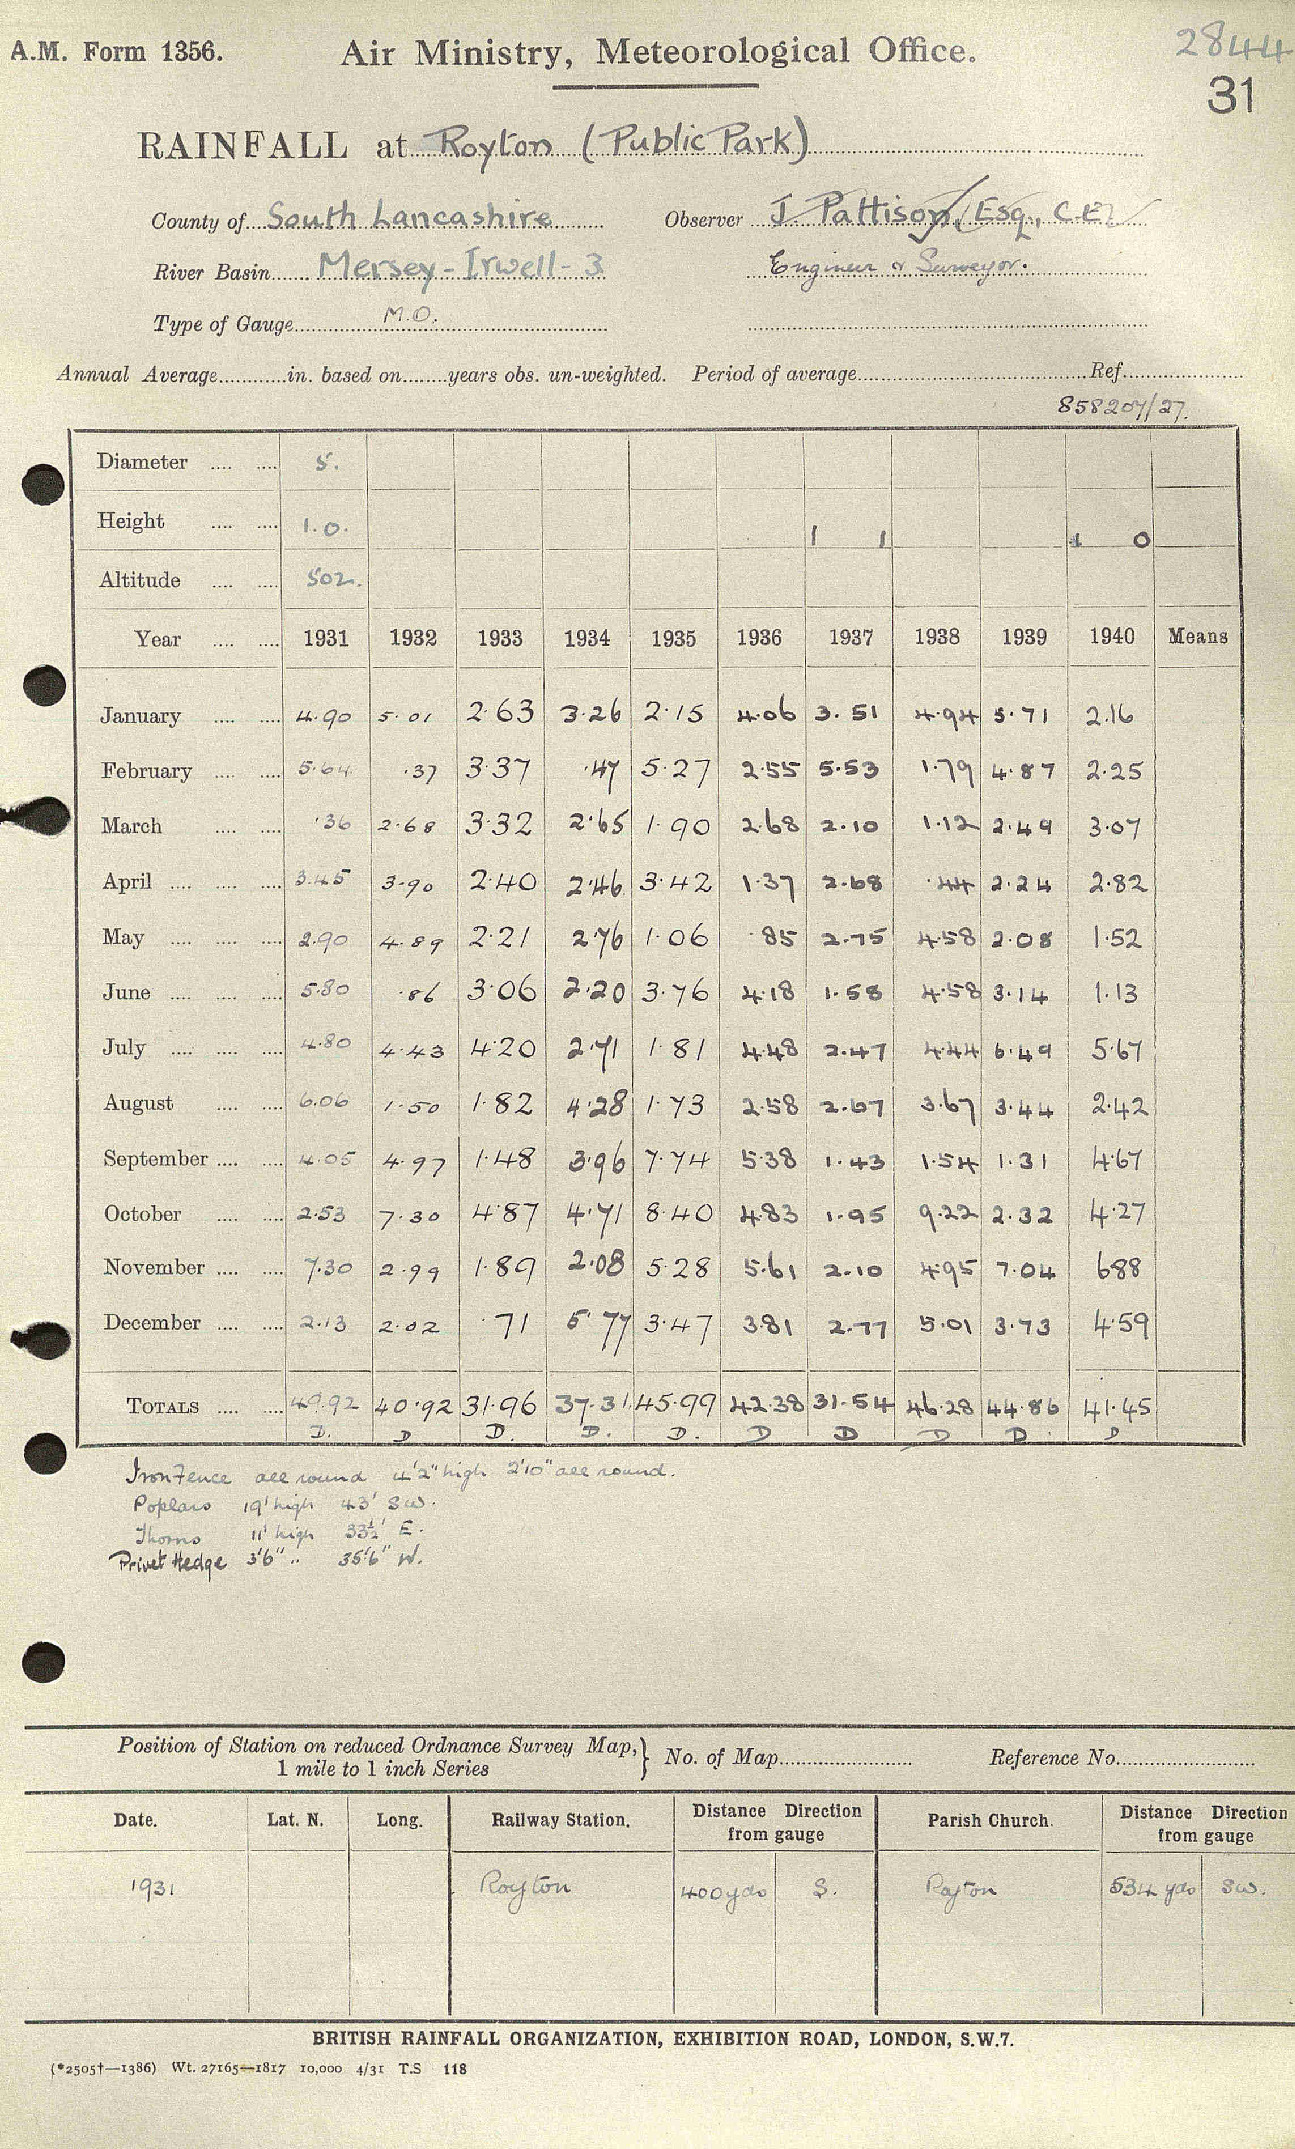 A.M. Form 1356. Air Ministry, Meteorological Office. 2844
31
RAINFALL at Royton (Public Park)
County of South Lancashire Observer J Pattison, Esq., C.E.
River Basin Mersey-Irwell-3 Engineer & Surveyor.
Type of Gauge M.O.
Annual Average in. based on years obs. un-weighted. Period of average Ref
858207/27.
Diameter 5.
Height 1.0. 1 1 1 0
Altitude 502.
Year 1931 1932 1933 1934 1935 1936 1937 1938 1939 1940 Means
January 4.90 5.01 2.63 3.26 2.15 4.06 3.51 4.94 5.71 2.16
February 5.64 .37 3.37 .47 5.27 2.55 5.53 1.79 4.87 2.25
March .36 2.68 3.32 2.65 1.90 2.68 2.10 1.12 2.49 3.07
April 3.45 3.90 2.40 2.46 3.42 1.37 2.68 .44 2.24 2.82
May 2.90 4.89 2.21 2.76 1.06 .85 2.75 4.58 2.08 1.52
June 5.80 .86 3.06 2.20 3.76 4.18 1.58 4.58 3.14 1.13
July 4.80 4.43 4.20 2.71 1.81 4.48 2.47 4.44 6.49 5.67
August 6.06 1.50 1.82 4.28 1.73 2.58 2.67 3.67 3.44 2.42
September 4.05 4.97 1.48 3.96 7.74 5.38 1.43 1.54 1.31 4.67
October 2.53 7.30 4.87 4.71 8.40 4.83 1.95 9.22 2.32 4.27
November 7.30 2.99 1.89 2.08 5.28 5.61 2.10 4.95 7.04 6.88
December 2.13 2.02 .71 5.77 3.47 3.81 2.77 5.01 3.73 4.59
TOTALS 49.92 40.92 31.96 37.31 45.99 42.38 31.54 46.28 44.86 41.45
D. D D. D. D. D D D D D
Iron Fence all round 4'2" high 2'10" all round.
Poplars 19' high 43' SW.
Thorns 11' high 33½' E.
Privet Hedge 3'6" " 35'6" W.
Position of Station on reduced Ordnance Survey Map, } No. of Map Reference No.
1 mile to 1 inch Series
Date. Lat. N. Long. Railway Station. Distance Direction from gauge Parish Church. Distance Direction from gauge
1931 Royton 400 yds S. Royton 534 yds SW.
BRITISH RAINFALL ORGANIZATION, EXHIBITION ROAD, LONDON, S.W.7.
(*2505†—1386) Wt. 27165—1817 10,000 4/31 T.S 118